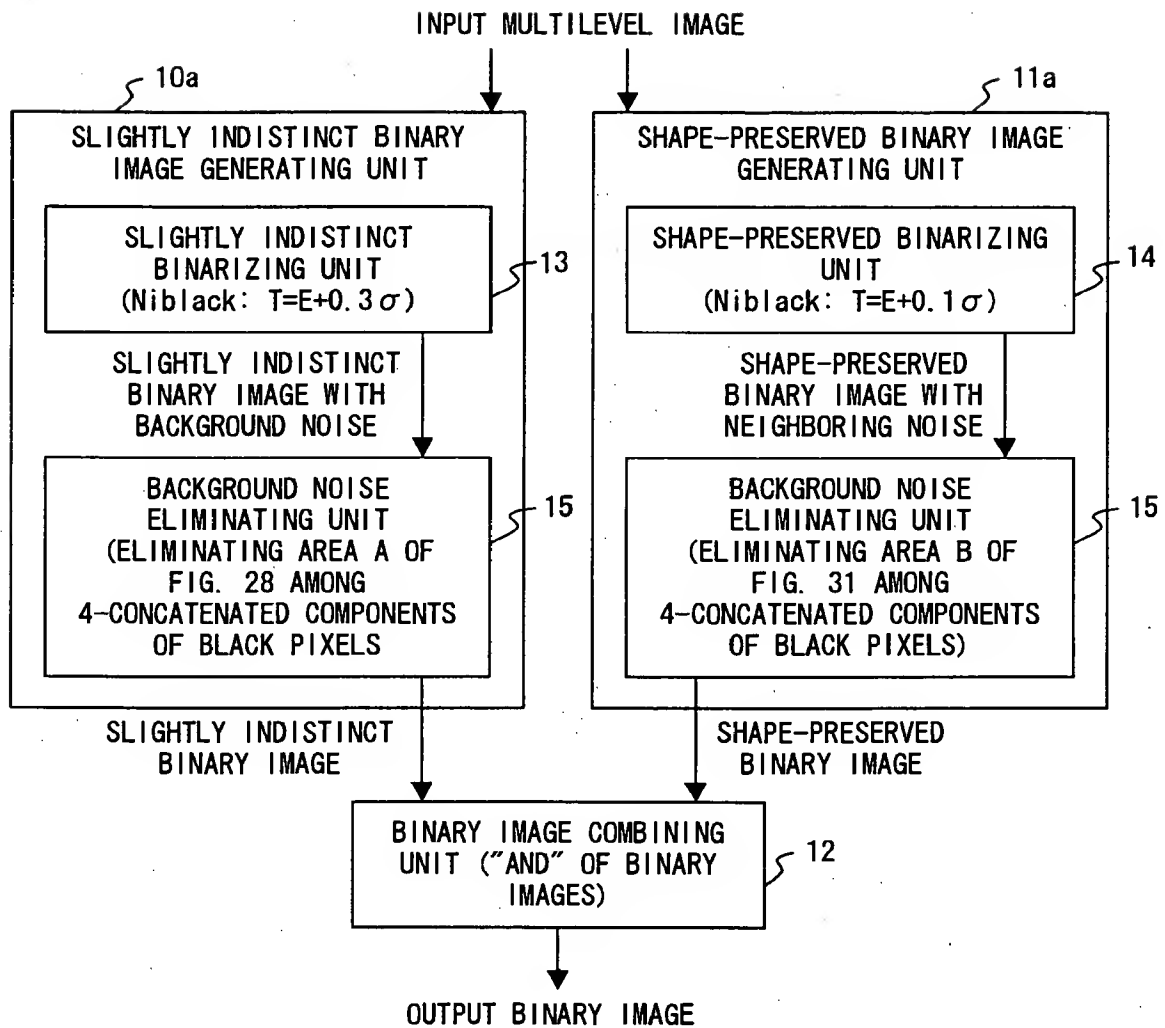 INPUT MULTILEVEL IMAGE
10a
SLIGHTLY INDISTINCT BINARY
IMAGE GENERATING UNIT
SLIGHTLY INDISTINCT
BINARIZING UNIT
(Niblack: T=E+0.3σ)
13
SLIGHTLY INDISTINCT
BINARY IMAGE WITH
BACKGROUND NOISE
BACKGROUND NOISE
ELIMINATING UNIT
(ELIMINATING AREA A OF
FIG. 28 AMONG
4-CONCATENATED COMPONENTS
OF BLACK PIXELS
15
SLIGHTLY INDISTINCT
BINARY IMAGE
11a
SHAPE-PRESERVED BINARY IMAGE
GENERATING UNIT
SHAPE-PRESERVED BINARIZING
UNIT
(Niblack: T=E+0.1σ)
14
SHAPE-PRESERVED
BINARY IMAGE WITH
NEIGHBORING NOISE
BACKGROUND NOISE
ELIMINATING UNIT
(ELIMINATING AREA B OF
FIG. 31 AMONG
4-CONCATENATED COMPONENTS
OF BLACK PIXELS)
15
SHAPE-PRESERVED
BINARY IMAGE
BINARY IMAGE COMBINING
UNIT ("AND" OF BINARY
IMAGES)
12
OUTPUT BINARY IMAGE